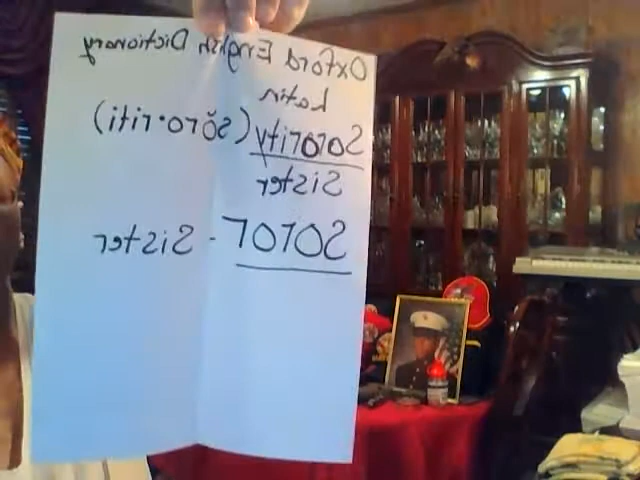 Oxford English Dictionary
Latin
Sorority (sŏro·riti)
Sister
Soror - Sister